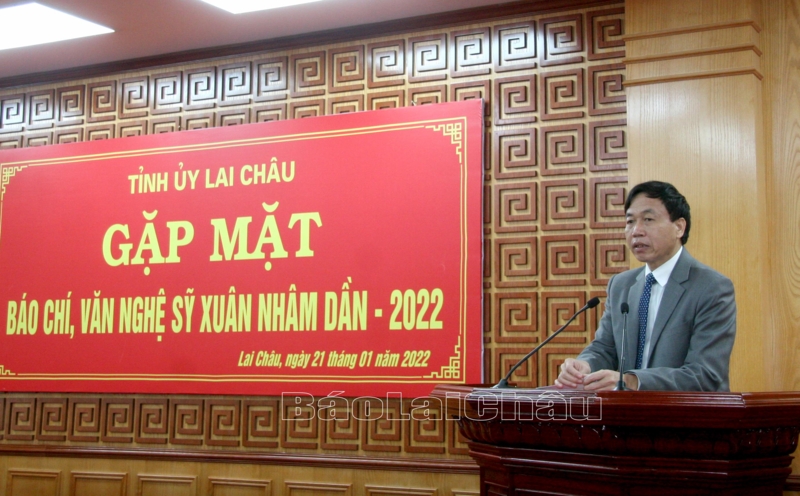 TỈNH ỦY LAI CHÂU
GẶP MẶT
BÁO CHÍ, VĂN NGHỆ SỸ XUÂN NHÂM DẦN - 2022
Lai Châu, ngày 21 tháng 01 năm 2022
BáoLaiChâu
BáoLaiChâu